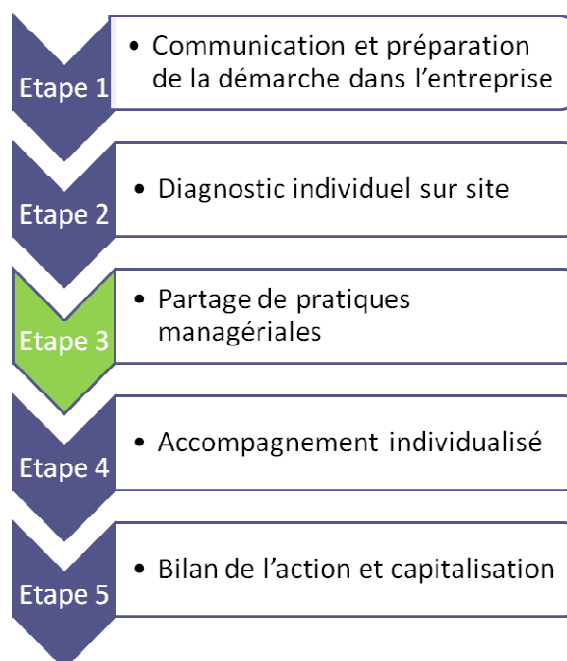 Etape 1
• Communication et préparation
de la démarche dans l'entreprise
Etape 2
• Diagnostic individuel sur site
Etape 3
• Partage de pratiques
managériales
Etape 4
• Accompagnement individualisé
Etape 5
• Bilan de l'action et capitalisation